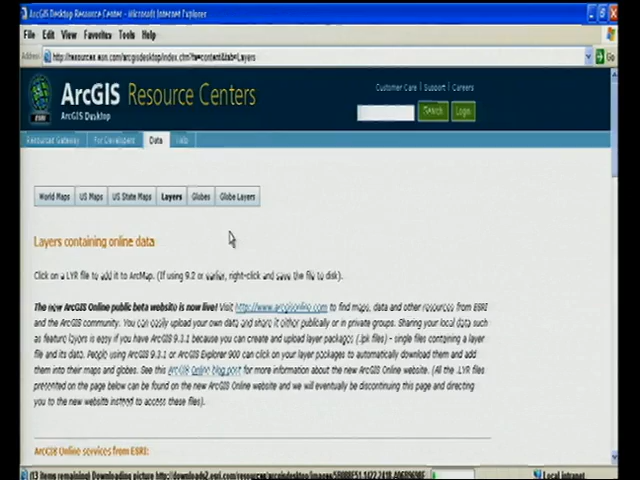 ArcGIS Desktop Resource Center - Microsoft Internet Explorer
File Edit View Favorites Tools Help
Address
Go
ArcGIS Resource Centers
ArcGIS Desktop
ESRI
Customer Care | Support | Careers
Search Login
Resource Gateway For Developers Data Help
World Maps US Maps US State Maps Layers Globes Globe Layers
Layers containing online data
Click on a LYR file to add it to ArcMap. (If using 9.2 or earlier, right-click and save the file to disk).
The new ArcGIS Online public beta website is now live! Visit http://www.arcgisonline.com to find maps, data and other resources from ESRI
and the ArcGIS community. You can easily upload your own data and share it either publicly or in private groups. Sharing your local data such
as feature layers is easy if you have ArcGIS 9.3.1 because you can create and upload layer packages (.lpk files) - single files containing a layer
file and its data. People using ArcGIS 9.3.1 or ArcGIS Explorer 900 can click on your layer packages to automatically download them and add
them into their maps and globes. See this ArcGIS Online blog post for more information about the new ArcGIS Online website. (All the .LYR files
presented on the page below can be found on the new ArcGIS Online website and we will eventually be discontinuing this page and directing
you to the new website instead to access these files).
ArcGIS Online services from ESRI:
(13 items remaining) Downloading picture Local intranet